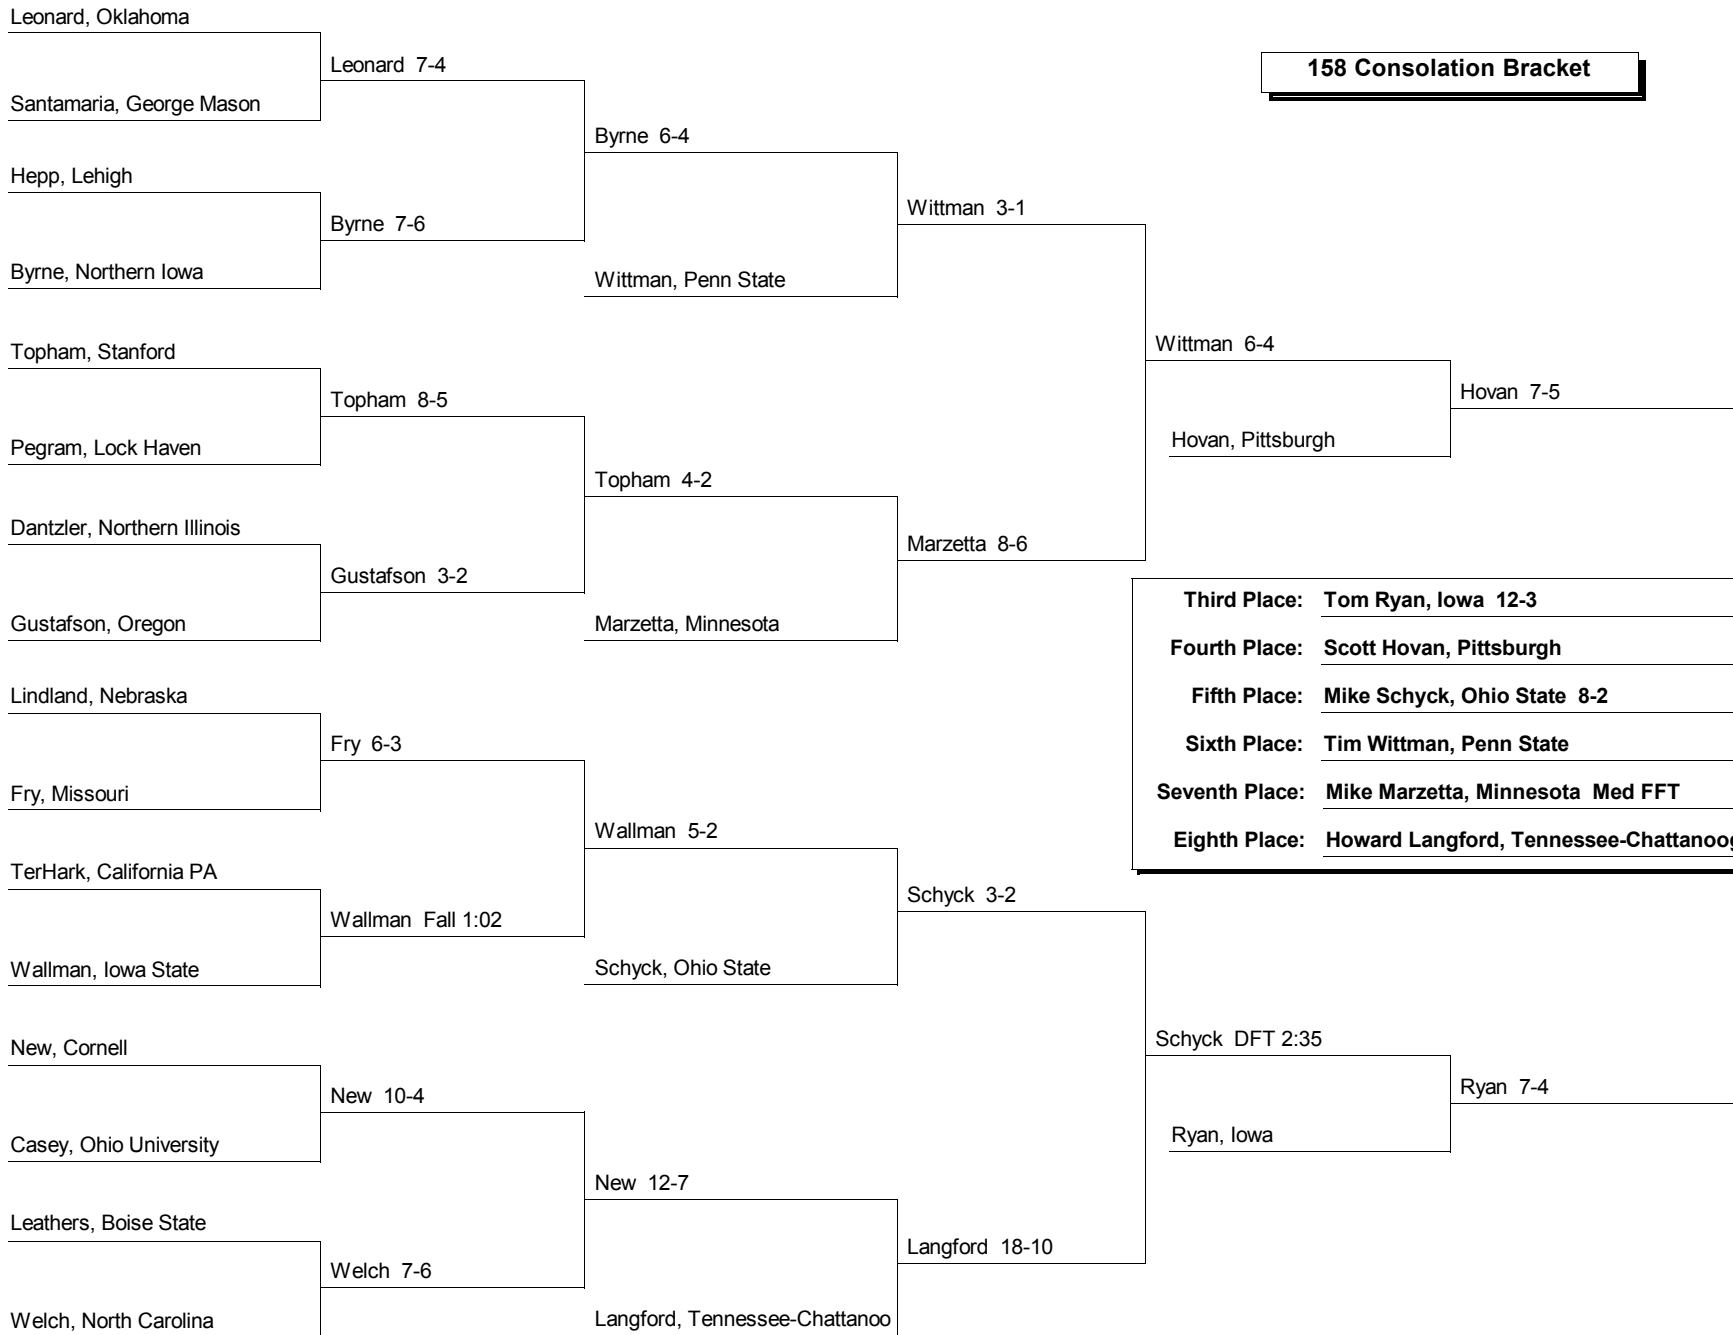 Leonard, Oklahoma
158 Consolation Bracket
Leonard 7-4
Santamaria, George Mason
Byrne 6-4
Hepp, Lehigh
Wittman 3-1
Byrne 7-6
Byrne, Northern Iowa
Wittman, Penn State
Wittman 6-4
Topham, Stanford
Hovan 7-5
Topham 8-5
Hovan, Pittsburgh
Pegram, Lock Haven
Topham 4-2
Dantzler, Northern Illinois
Marzetta 8-6
Gustafson 3-2
Gustafson, Oregon
Marzetta, Minnesota
Third Place: Tom Ryan, Iowa 12-3
Fourth Place: Scott Hovan, Pittsburgh
Fifth Place: Mike Schyck, Ohio State 8-2
Sixth Place: Tim Wittman, Penn State
Seventh Place: Mike Marzetta, Minnesota Med FFT
Eighth Place: Howard Langford, Tennessee-Chattanoog
Lindland, Nebraska
Fry 6-3
Fry, Missouri
Wallman 5-2
TerHark, California PA
Schyck 3-2
Wallman Fall 1:02
Wallman, Iowa State
Schyck, Ohio State
Schyck DFT 2:35
New, Cornell
Ryan 7-4
New 10-4
Ryan, Iowa
Casey, Ohio University
New 12-7
Leathers, Boise State
Langford 18-10
Welch 7-6
Welch, North Carolina
Langford, Tennessee-Chattanoo